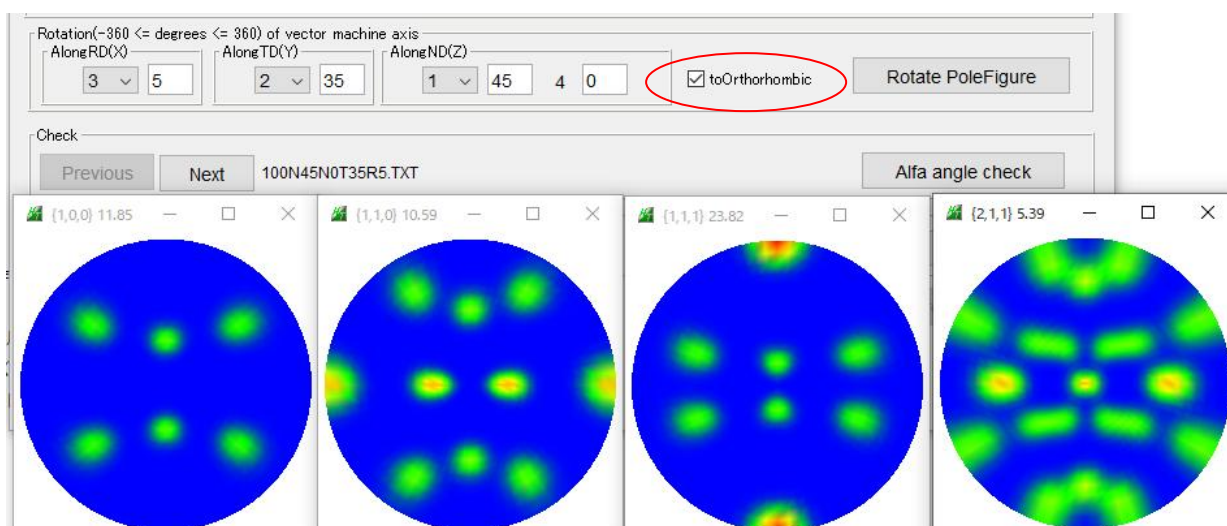 Rotation(-360 <= degrees <= 360) of vector machine axis
AlongRD(X) AlongTD(Y) AlongND(Z)
3 5 2 35 1 45 4 0 toOrthorhombic Rotate PoleFigure
Check
Previous Next 100N45N0T35R5.TXT Alfa angle check
{1,0,0} 11.85 {1,1,0} 10.59 {1,1,1} 23.82 {2,1,1} 5.39